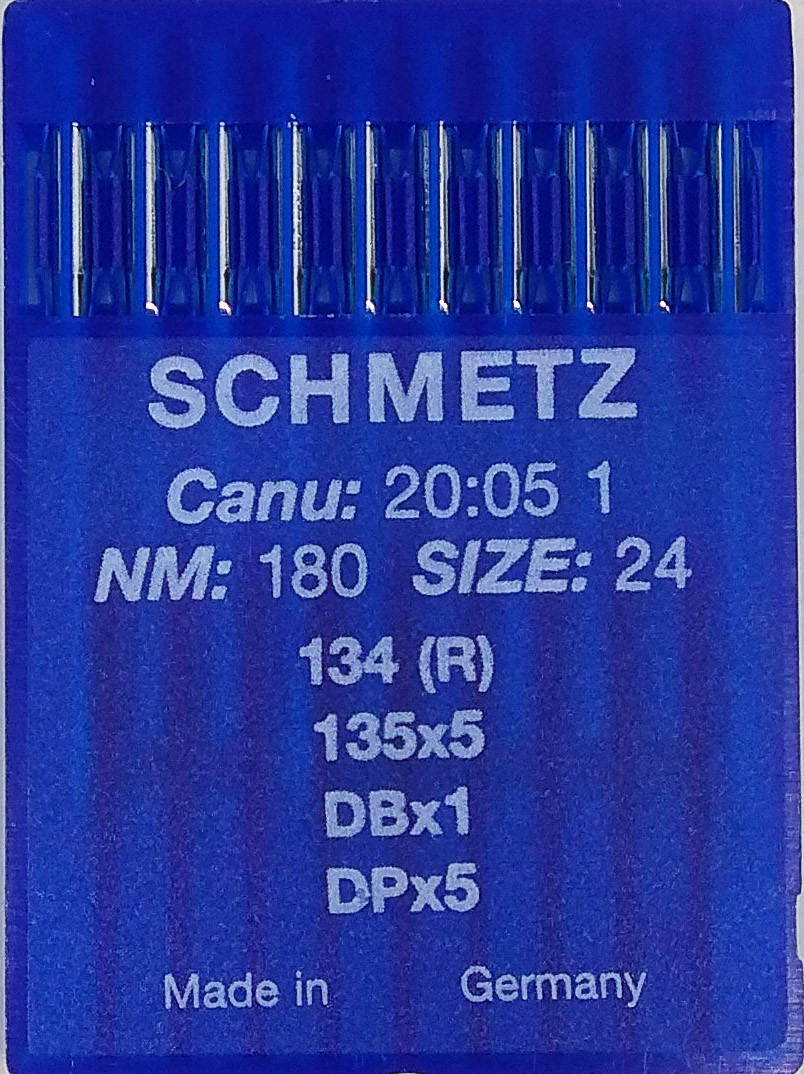 SCHMETZ
Canu: 20:05 1
NM: 180 SIZE: 24
134 (R)
135x5
DBx1
DPx5
Made in Germany